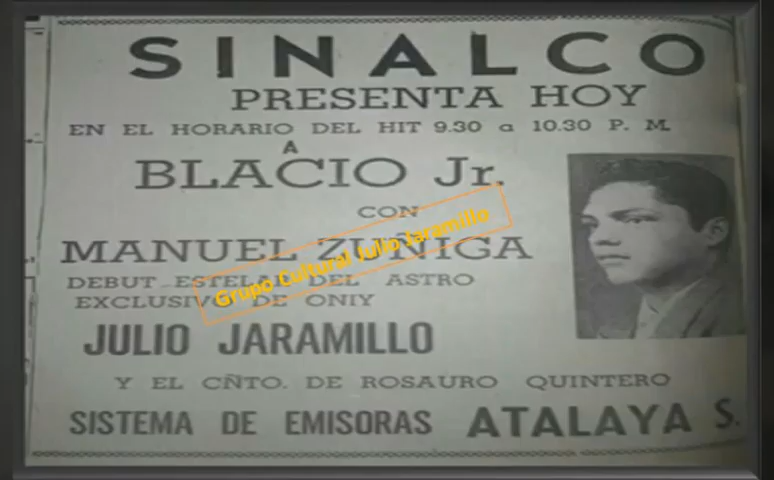 SINALCO
PRESENTA HOY
EN EL HORARIO DEL HIT 9.30 a 10.30 P. M.
A
BLACIO Jr.
CON
MANUEL ZUÑIGA
DEBUT ESTELAR DEL ASTRO
EXCLUSIVO DE ONIY
JULIO JARAMILLO
Y EL CÑTO. DE ROSAURO QUINTERO
SISTEMA DE EMISORAS ATALAYA S.
Grupo Cultural Julio Jaramillo